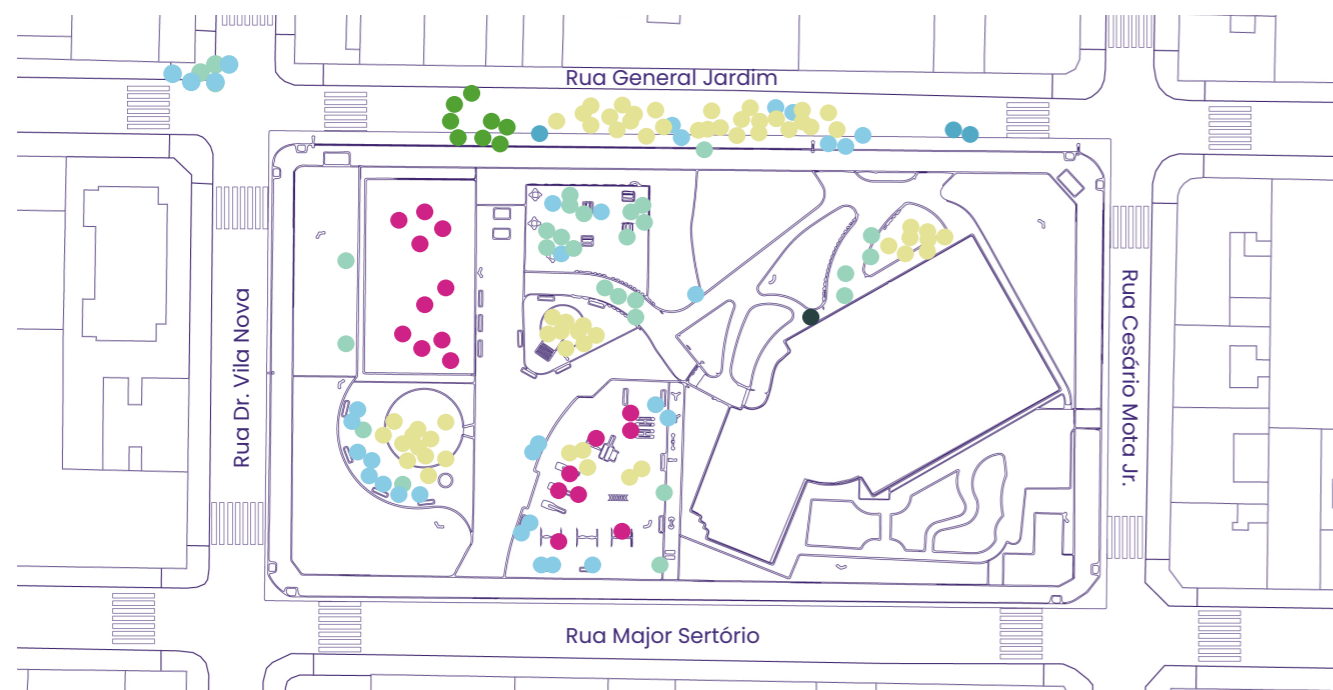 Rua General Jardim
Rua Dr. Vila Nova
Rua Cesário Mota Jr.
Rua Major Sertório